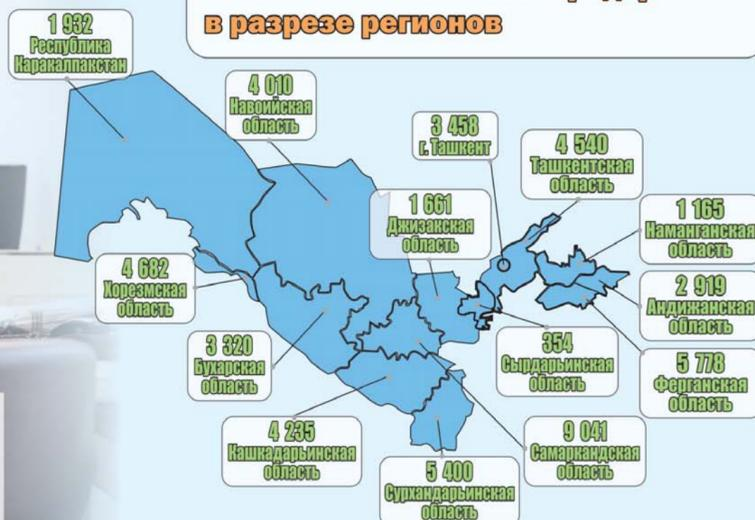 в разрезе регионов
1 932
Республика
Каракалпакстан
4 010
Навоийская
область
3 458
г. Ташкент
4 540
Ташкентская
область
1 661
Джизакская
область
1 165
Наманганская
область
4 682
Хорезмская
область
2 919
Андижанская
область
3 320
Бухарская
область
354
Сырдарьинская
область
5 778
Ферганская
область
4 235
Кашкадарьинская
область
9 041
Самаркандская
область
5 400
Сурхандарьинская
область